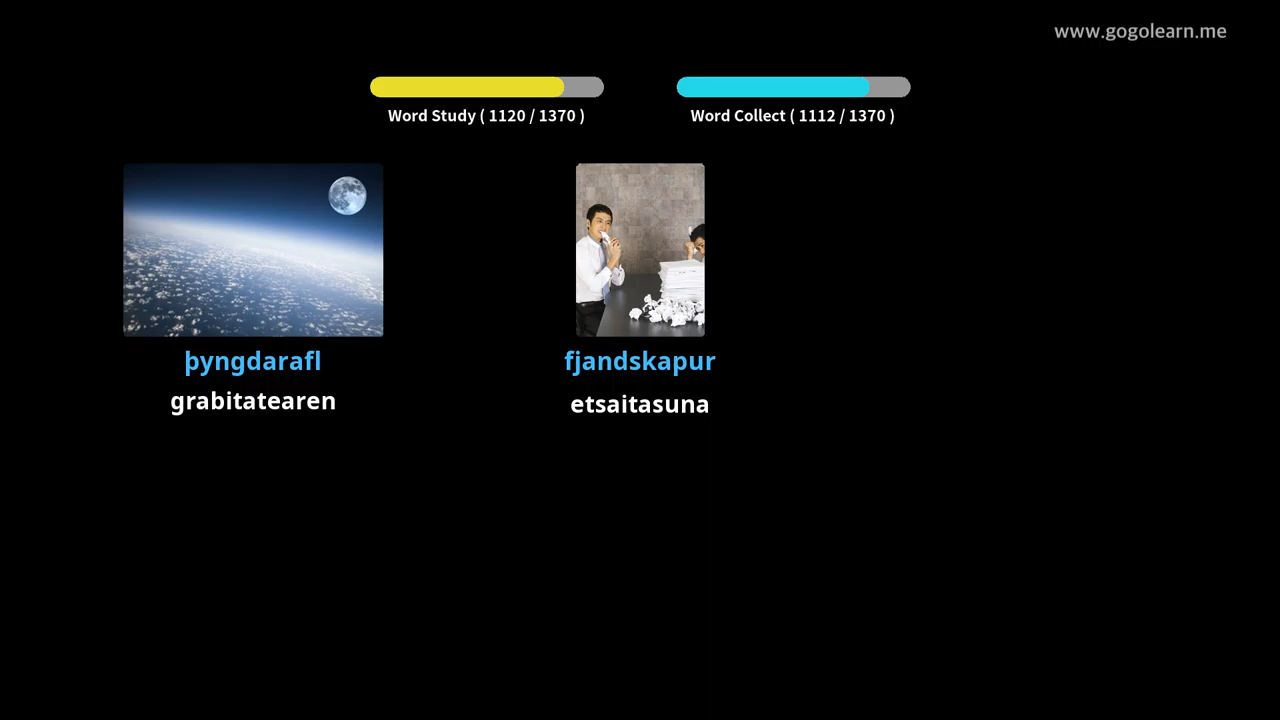 www.gogolearn.me
Word Study ( 1120 / 1370 )
Word Collect ( 1112 / 1370 )
þyngdarafl
grabitatearen
fjandskapur
etsaitasuna